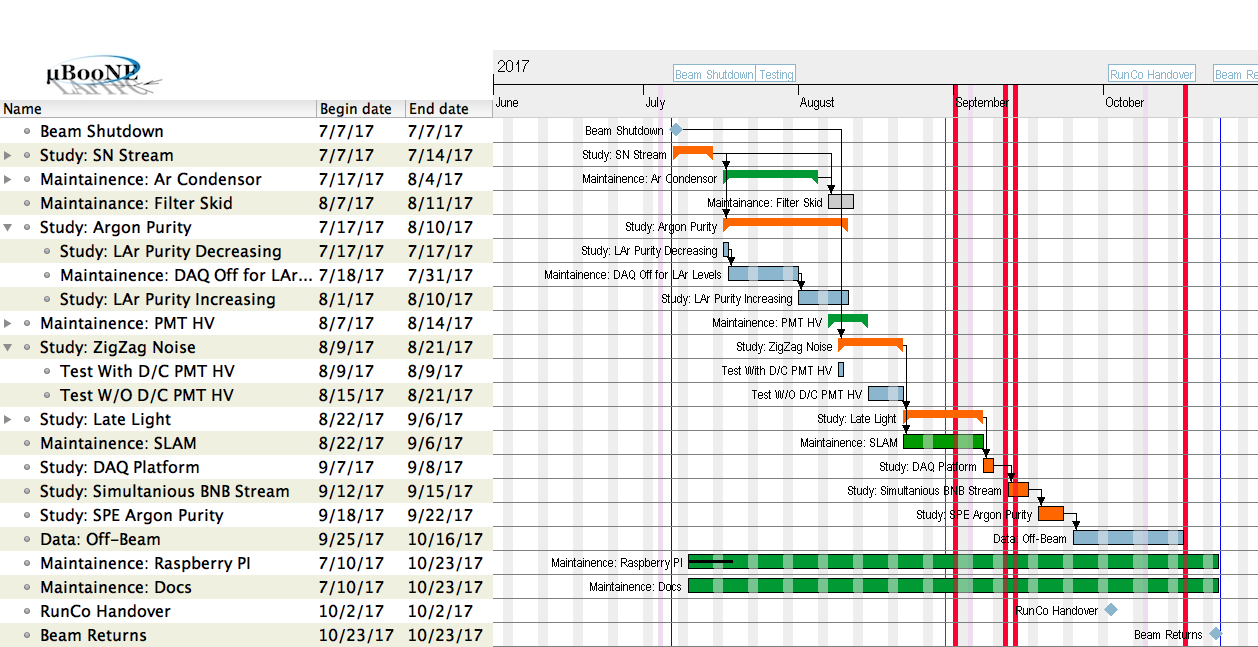 µBooNE
2017
Beam Shutdown Testing RunCo Handover Beam Re
Name Begin date End date June July August September October
Beam Shutdown 7/7/17 7/7/17 Beam Shutdown
Study: SN Stream 7/7/17 7/14/17 Study: SN Stream
Maintainence: Ar Condensor 7/17/17 8/4/17 Maintainence: Ar Condensor
Maintainance: Filter Skid 8/7/17 8/11/17 Maintainance: Filter Skid
Study: Argon Purity 7/17/17 8/10/17 Study: Argon Purity
Study: LAr Purity Decreasing 7/17/17 7/17/17 Study: LAr Purity Decreasing
Maintainence: DAQ Off for LAr... 7/18/17 7/31/17 Maintainence: DAQ Off for LAr Levels
Study: LAr Purity Increasing 8/1/17 8/10/17 Study: LAr Purity Increasing
Maintainence: PMT HV 8/7/17 8/14/17 Maintainence: PMT HV
Study: ZigZag Noise 8/9/17 8/21/17 Study: ZigZag Noise
Test With D/C PMT HV 8/9/17 8/9/17 Test With D/C PMT HV
Test W/O D/C PMT HV 8/15/17 8/21/17 Test W/O D/C PMT HV
Study: Late Light 8/22/17 9/6/17 Study: Late Light
Maintainence: SLAM 8/22/17 9/6/17 Maintainence: SLAM
Study: DAQ Platform 9/7/17 9/8/17 Study: DAQ Platform
Study: Simultanious BNB Stream 9/12/17 9/15/17 Study: Simultanious BNB Stream
Study: SPE Argon Purity 9/18/17 9/22/17 Study: SPE Argon Purity
Data: Off-Beam 9/25/17 10/16/17 Data: Off-Beam
Maintainence: Raspberry PI 7/10/17 10/23/17 Maintainence: Raspberry PI
Maintainence: Docs 7/10/17 10/23/17 Maintainence: Docs
RunCo Handover 10/2/17 10/2/17 RunCo Handover
Beam Returns 10/23/17 10/23/17 Beam Returns